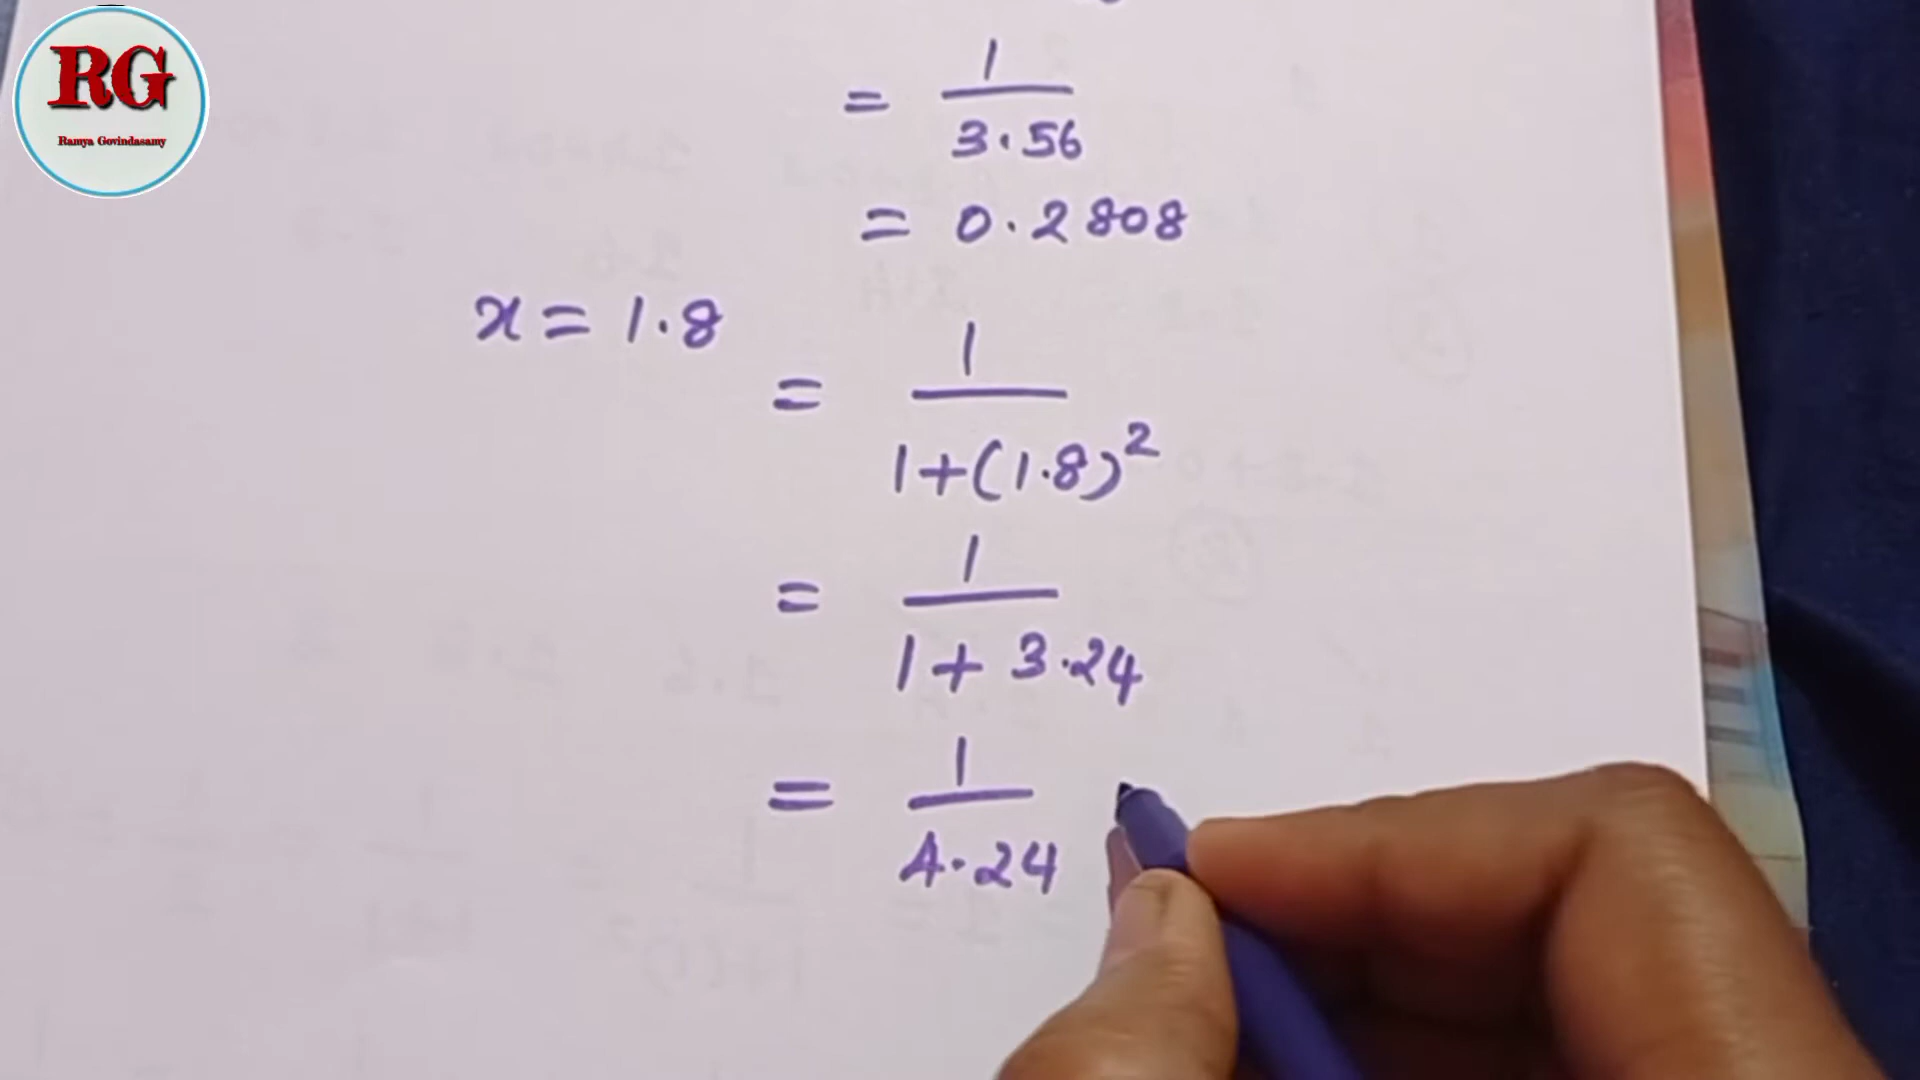 RG
Ramya Govindasamy
= 1/3.56
= 0.2808
x = 1.8
= 1/1+(1.8)²
= 1/1+3.24
= 1/4.24